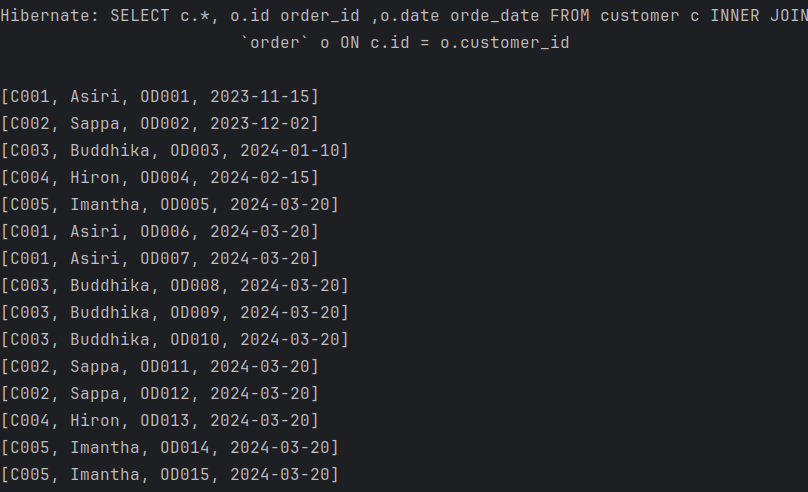 Hibernate: SELECT c.*, o.id order_id ,o.date orde_date FROM customer c INNER JOIN
`order` o ON c.id = o.customer_id
[C001, Asiri, OD001, 2023-11-15]
[C002, Sappa, OD002, 2023-12-02]
[C003, Buddhika, OD003, 2024-01-10]
[C004, Hiron, OD004, 2024-02-15]
[C005, Imantha, OD005, 2024-03-20]
[C001, Asiri, OD006, 2024-03-20]
[C001, Asiri, OD007, 2024-03-20]
[C003, Buddhika, OD008, 2024-03-20]
[C003, Buddhika, OD009, 2024-03-20]
[C003, Buddhika, OD010, 2024-03-20]
[C002, Sappa, OD011, 2024-03-20]
[C002, Sappa, OD012, 2024-03-20]
[C004, Hiron, OD013, 2024-03-20]
[C005, Imantha, OD014, 2024-03-20]
[C005, Imantha, OD015, 2024-03-20]